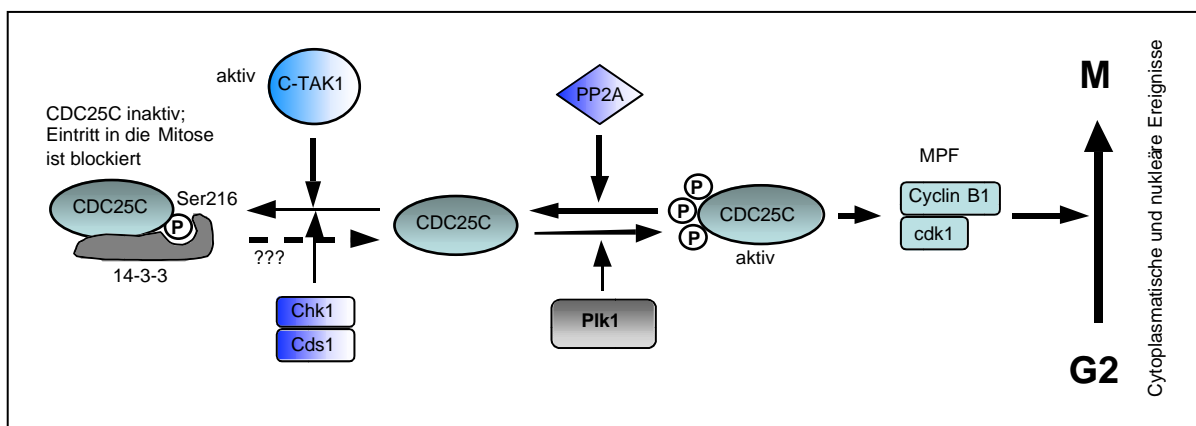 aktiv
C-TAK1
PP2A
CDC25C inaktiv;
Eintritt in die Mitose
ist blockiert
CDC25C
Ser216
P
14-3-3
???
Chk1
Cds1
CDC25C
Plk1
P
P
P
CDC25C
aktiv
MPF
Cyclin B1
cdk1
M
G2
Cytoplasmatische und nukleäre Ereignisse